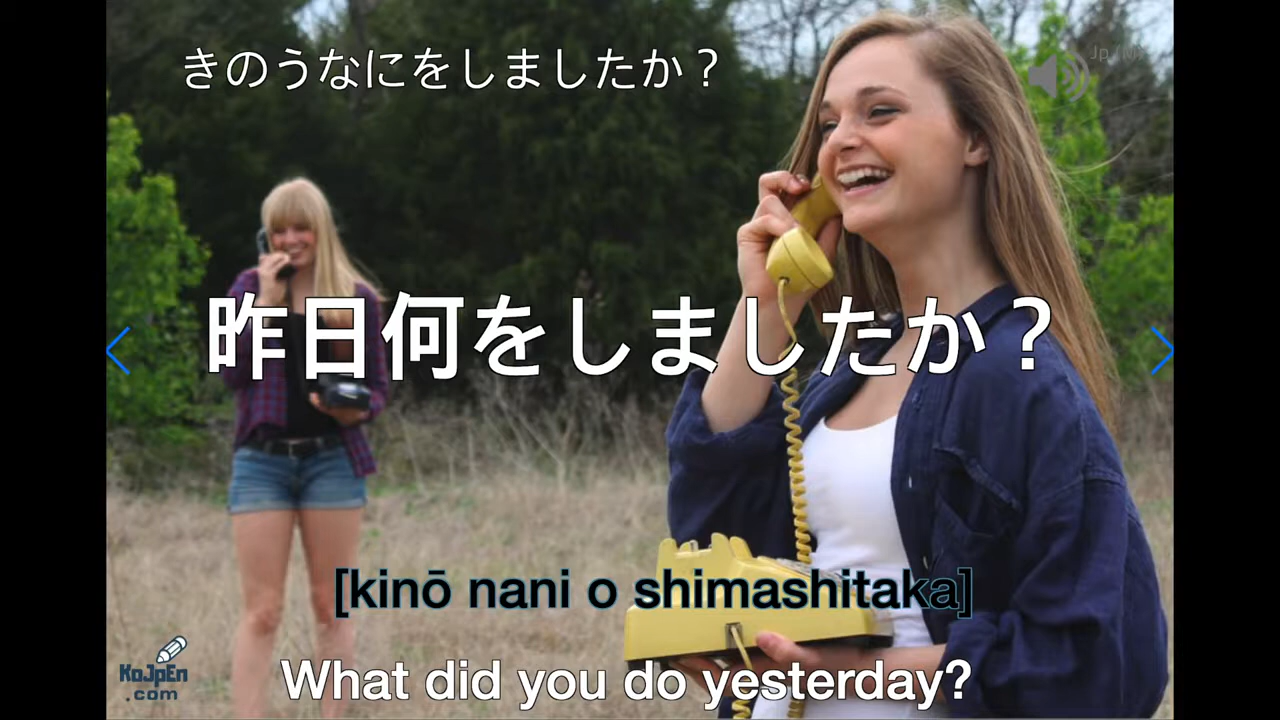 きのうなにをしましたか？
昨日何をしましたか？
[kinō nani o shimashitaka]
What did you do yesterday?
KoJpEn
.com